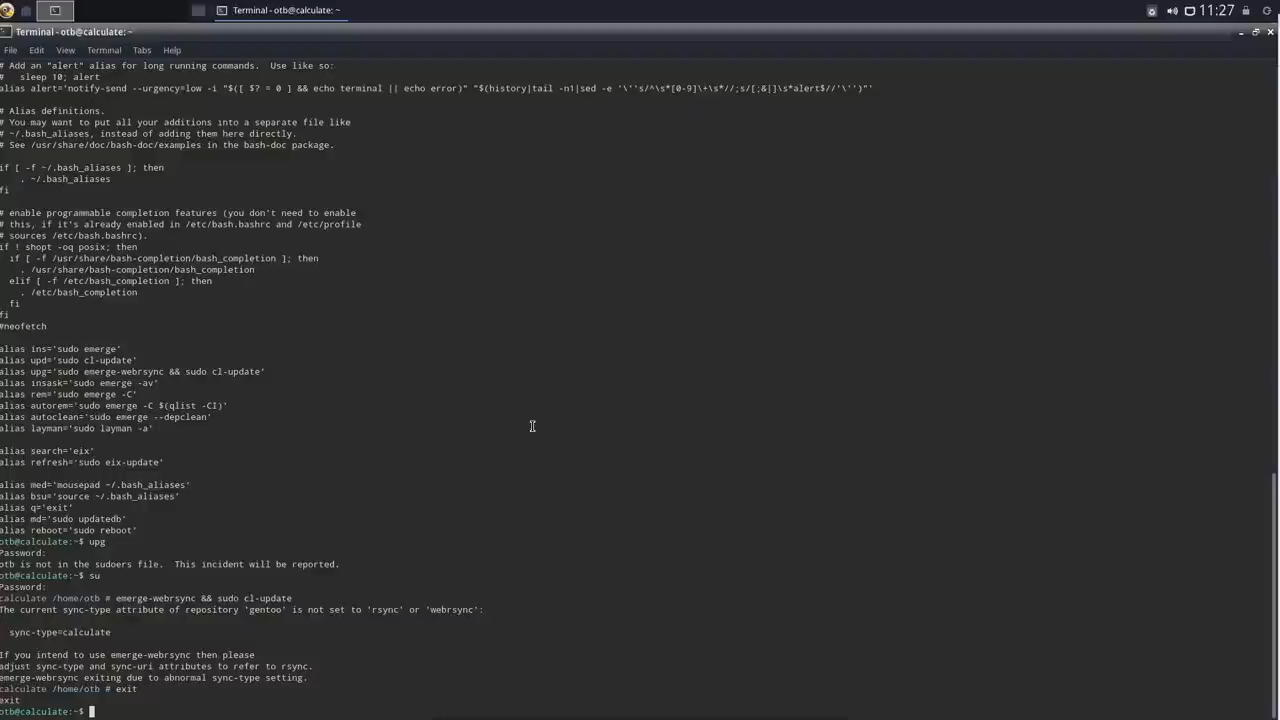 Terminal - otb@calculate: ~
11:27
Terminal - otb@calculate: ~
File Edit View Terminal Tabs Help
# Add an "alert" alias for long running commands.  Use like so:
#   sleep 10; alert
alias alert='notify-send --urgency=low -i "$([ $? = 0 ] && echo terminal || echo error)" "$(history|tail -n1|sed -e '\''s/^\s*[0-9]\+\s*//;s/[;&|]\s*alert$//'\'')"'
# Alias definitions.
# You may want to put all your additions into a separate file like
# ~/.bash_aliases, instead of adding them here directly.
# See /usr/share/doc/bash-doc/examples in the bash-doc package.
if [ -f ~/.bash_aliases ]; then
    . ~/.bash_aliases
fi
# enable programmable completion features (you don't need to enable
# this, if it's already enabled in /etc/bash.bashrc and /etc/profile
# sources /etc/bash.bashrc).
if ! shopt -oq posix; then
  if [ -f /usr/share/bash-completion/bash_completion ]; then
    . /usr/share/bash-completion/bash_completion
  elif [ -f /etc/bash_completion ]; then
    . /etc/bash_completion
  fi
fi
#neofetch
alias ins='sudo emerge'
alias upd='sudo cl-update'
alias upg='sudo emerge-webrsync && sudo cl-update'
alias insask='sudo emerge -av'
alias rem='sudo emerge -C'
alias autorem='sudo emerge -C $(qlist -CI)'
alias autoclean='sudo emerge --depclean'
alias layman='sudo layman -a'
alias search='eix'
alias refresh='sudo eix-update'
alias med='mousepad ~/.bash_aliases'
alias bsu='source ~/.bash_aliases'
alias q='exit'
alias md='sudo updatedb'
alias reboot='sudo reboot'
otb@calculate:~$ upg
Password:
otb is not in the sudoers file.  This incident will be reported.
otb@calculate:~$ su
Password:
calculate /home/otb # emerge-webrsync && sudo cl-update
The current sync-type attribute of repository 'gentoo' is not set to 'rsync' or 'webrsync':
  sync-type=calculate
If you intend to use emerge-webrsync then please
adjust sync-type and sync-uri attributes to refer to rsync.
emerge-webrsync exiting due to abnormal sync-type setting.
calculate /home/otb # exit
exit
otb@calculate:~$